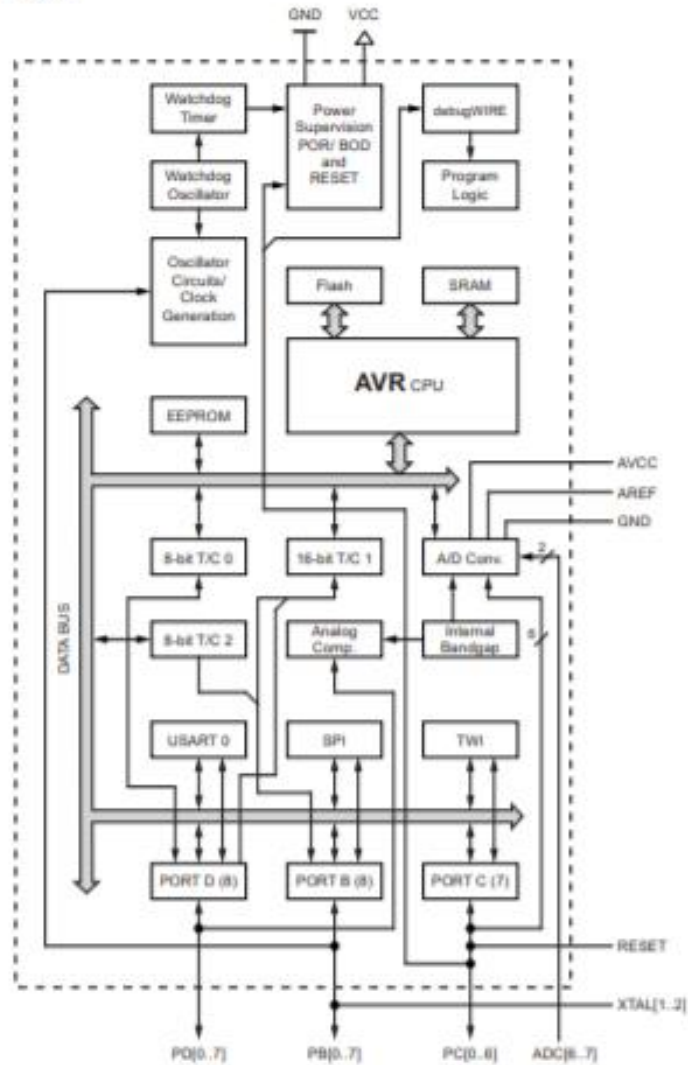 GND VCC
Watchdog
Timer
Power
Supervision
POR/ BOD
and
RESET
debugWIRE
Watchdog
Oscillator
Program
Logic
Oscillator
Circuits/
Clock
Generation
Flash
SRAM
AVR CPU
EEPROM
AVCC
AREF
GND
8-bit T/C 0
16-bit T/C 1
A/D Conv.
2
DATA BUS
8-bit T/C 2
Analog
Comp.
Internal
Bandgap
6
USART 0
SPI
TWI
PORT D (8)
PORT B (8)
PORT C (7)
RESET
XTAL[1..2]
PD[0..7]
PB[0..7]
PC[0..6]
ADC[6..7]